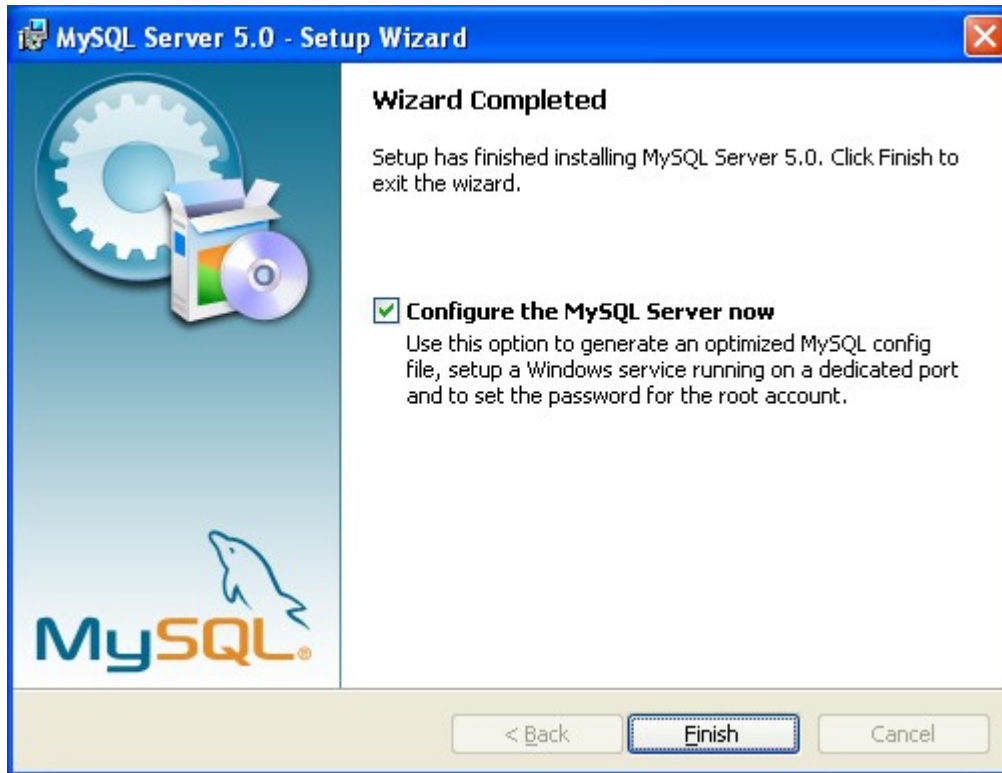 MySQL Server 5.0 - Setup Wizard
Wizard Completed
Setup has finished installing MySQL Server 5.0. Click Finish to
exit the wizard.
Configure the MySQL Server now
Use this option to generate an optimized MySQL config
file, setup a Windows service running on a dedicated port
and to set the password for the root account.
MySQL®
< Back
Finish
Cancel